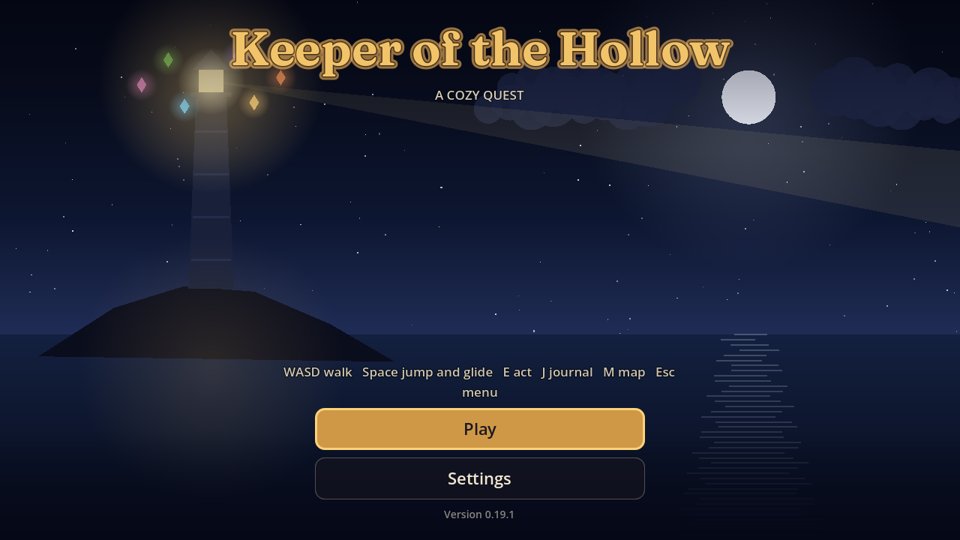 Keeper of the Hollow
A COZY QUEST
WASD walk Space jump and glide E act J journal M map Esc
menu
Play
Settings
Version 0.19.1